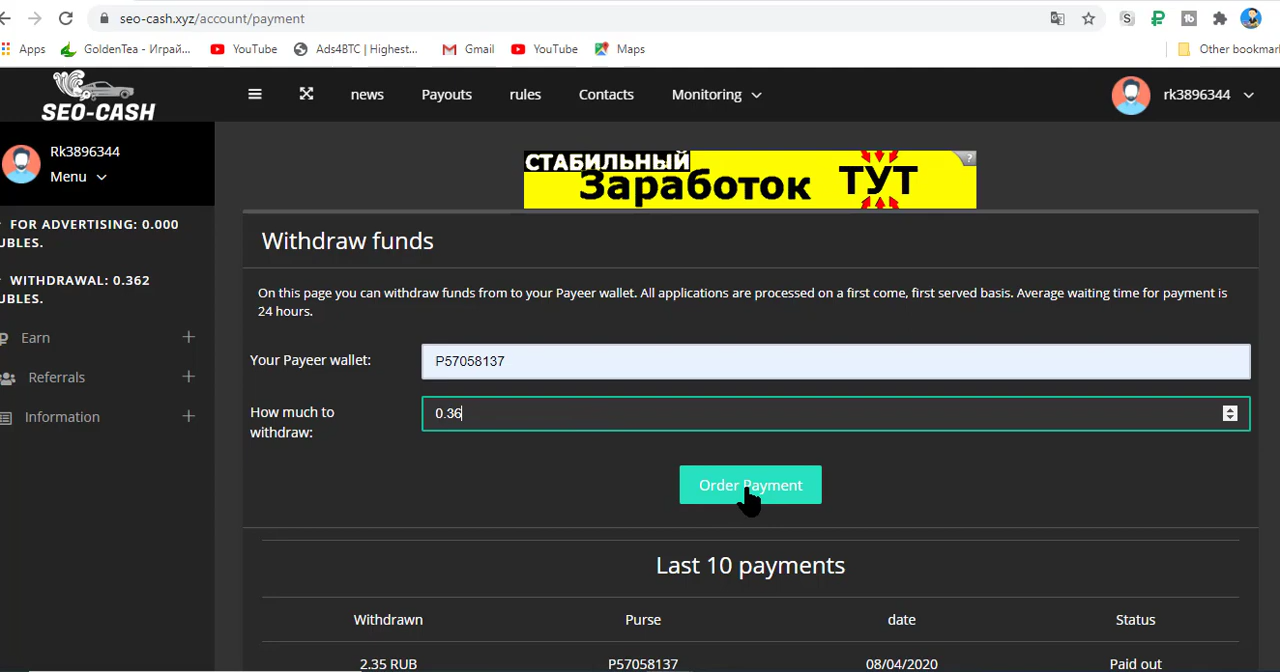 seo-cash.xyz/account/payment
Apps GoldenTea - Играй... YouTube Ads4BTC | Highest... Gmail YouTube Maps Other bookmar
SEO-CASH news Payouts rules Contacts Monitoring rk3896344
Rk3896344
Menu
СТАБИЛЬНЫЙ
Заработок ТУТ
?
FOR ADVERTISING: 0.000
UBLES.
WITHDRAWAL: 0.362
UBLES.
Earn
Referrals
Information
Withdraw funds
On this page you can withdraw funds from to your Payeer wallet. All applications are processed on a first come, first served basis. Average waiting time for payment is
24 hours.
Your Payeer wallet: P57058137
How much to
withdraw:
0.36
Order Payment
Last 10 payments
Withdrawn Purse date Status
2.35 RUB P57058137 08/04/2020 Paid out